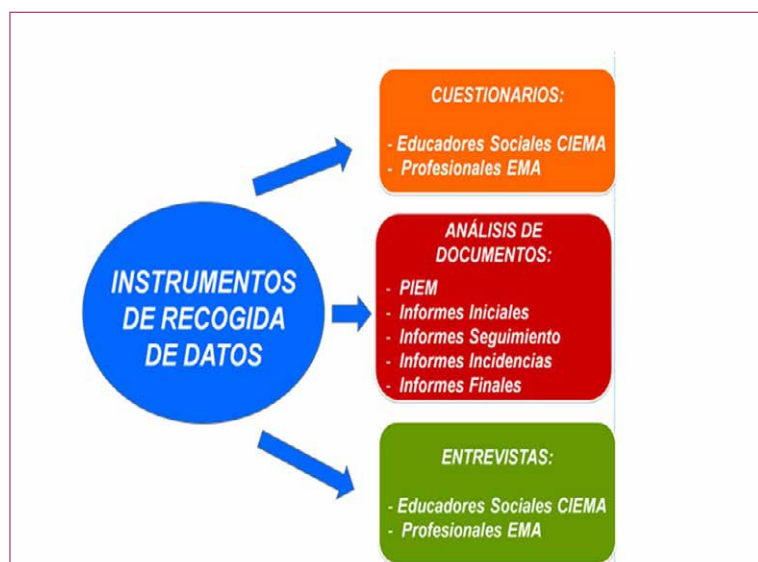 INSTRUMENTOS
DE RECOGIDA
DE DATOS
CUESTIONARIOS:
- Educadores Sociales CIEMA
- Profesionales EMA
ANÁLISIS DE
DOCUMENTOS:
- PIEM
- Informes Iniciales
- Informes Seguimiento
- Informes Incidencias
- Informes Finales
ENTREVISTAS:
- Educadores Sociales CIEMA
- Profesionales EMA